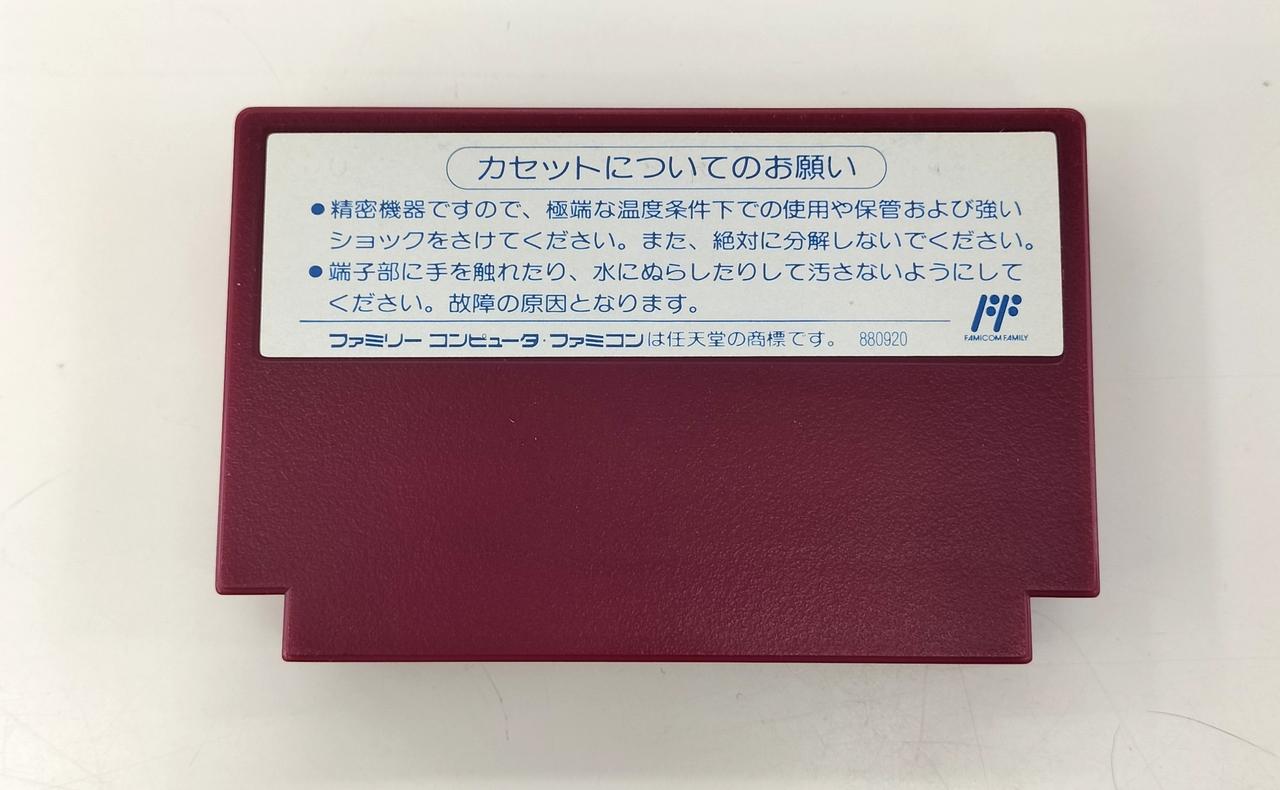 カセットについてのお願い
●精密機器ですので、極端な温度条件下での使用や保管および強い
ショックをさけてください。また、絶対に分解しないでください。
●端子部に手を触れたり、水にぬらしたりして汚さないようにして
ください。故障の原因となります。
ファミリー コンピュータ・ファミコンは任天堂の商標です。 880920
FAMICOM FAMILY